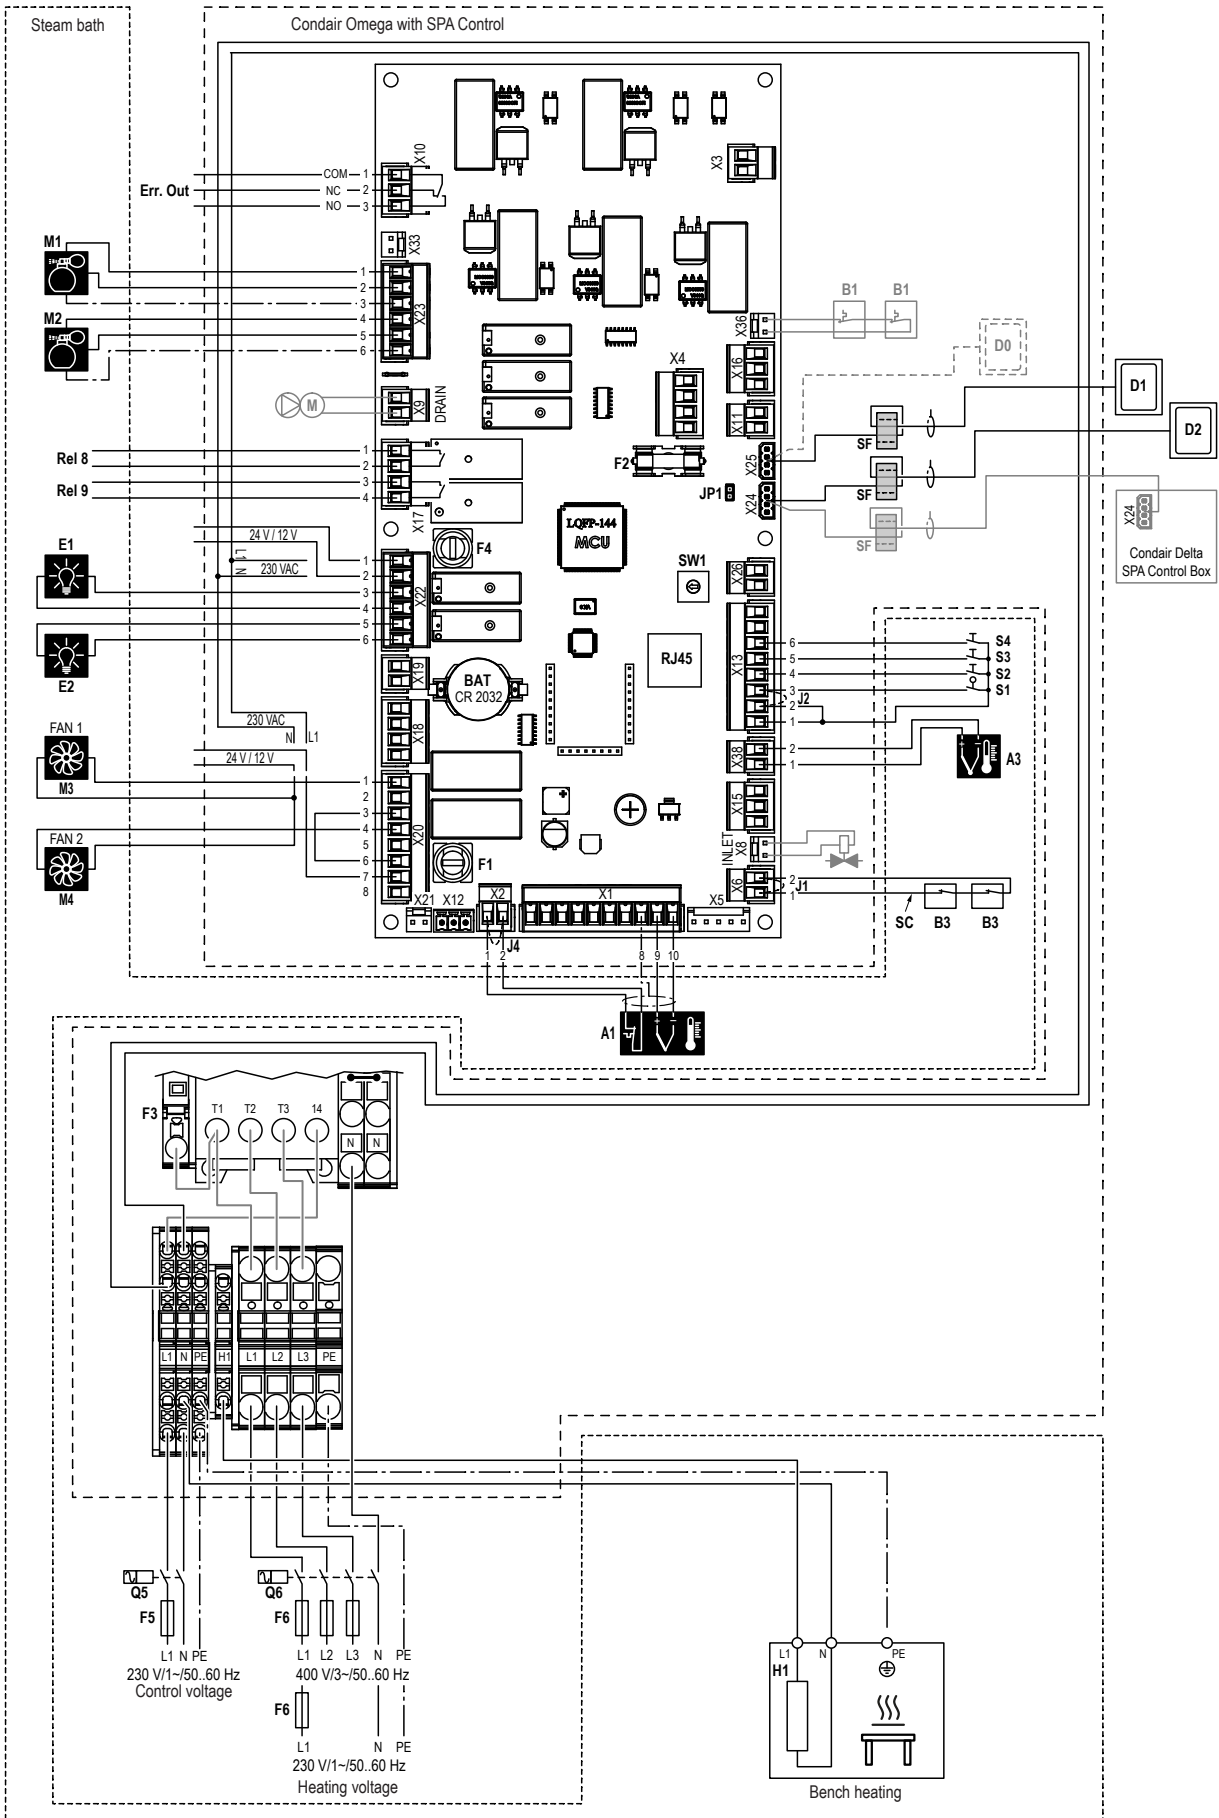 Steam bath
Condair Omega with SPA Control
X10
COM 1
Err. Out
NC 2
NO 3
X3
X33
M1
1
2
3
M2
4
5
6
X23
X36
B1 B1
D0
X4
X16
D1
M
X9
DRAIN
X11
D2
SF
Rel 8
1
2
F2
X25
Rel 9
3
4
JP1
X24
SF
X17
X24
SF
Condair Delta
SPA Control Box
LQFP-144
MCU
F4
24 V / 12 V
L1
N
230 VAC
E1
1
2
3
4
5
6
X22
SW1
X26
E2
RJ45
X13
6 S4
5 S3
4 S2
3 S1
2 J2
1
X19
BAT
CR 2032
FAN 1
230 VAC
N L1
24 V / 12 V
X18
X38
2
1
A3
M3
1
2
3
4
5
6
7
8
X20
X15
FAN 2
M4
F1
INLET
X8
X6
2
1
J1
SC B3 B3
X21 X12 X2 X1 X5
J4
1 2 8 9 10
A1
F3
T1 T2 T3 14
N N
L1 N PE H1 L1 L2 L3 PE
Q5 Q6
F5 F6
L1 N PE L1 L2 L3 N PE
230 V/1~/50..60 Hz
Control voltage
400 V/3~/50..60 Hz
F6
L1 N PE
230 V/1~/50..60 Hz
Heating voltage
L1 N PE
H1
Bench heating